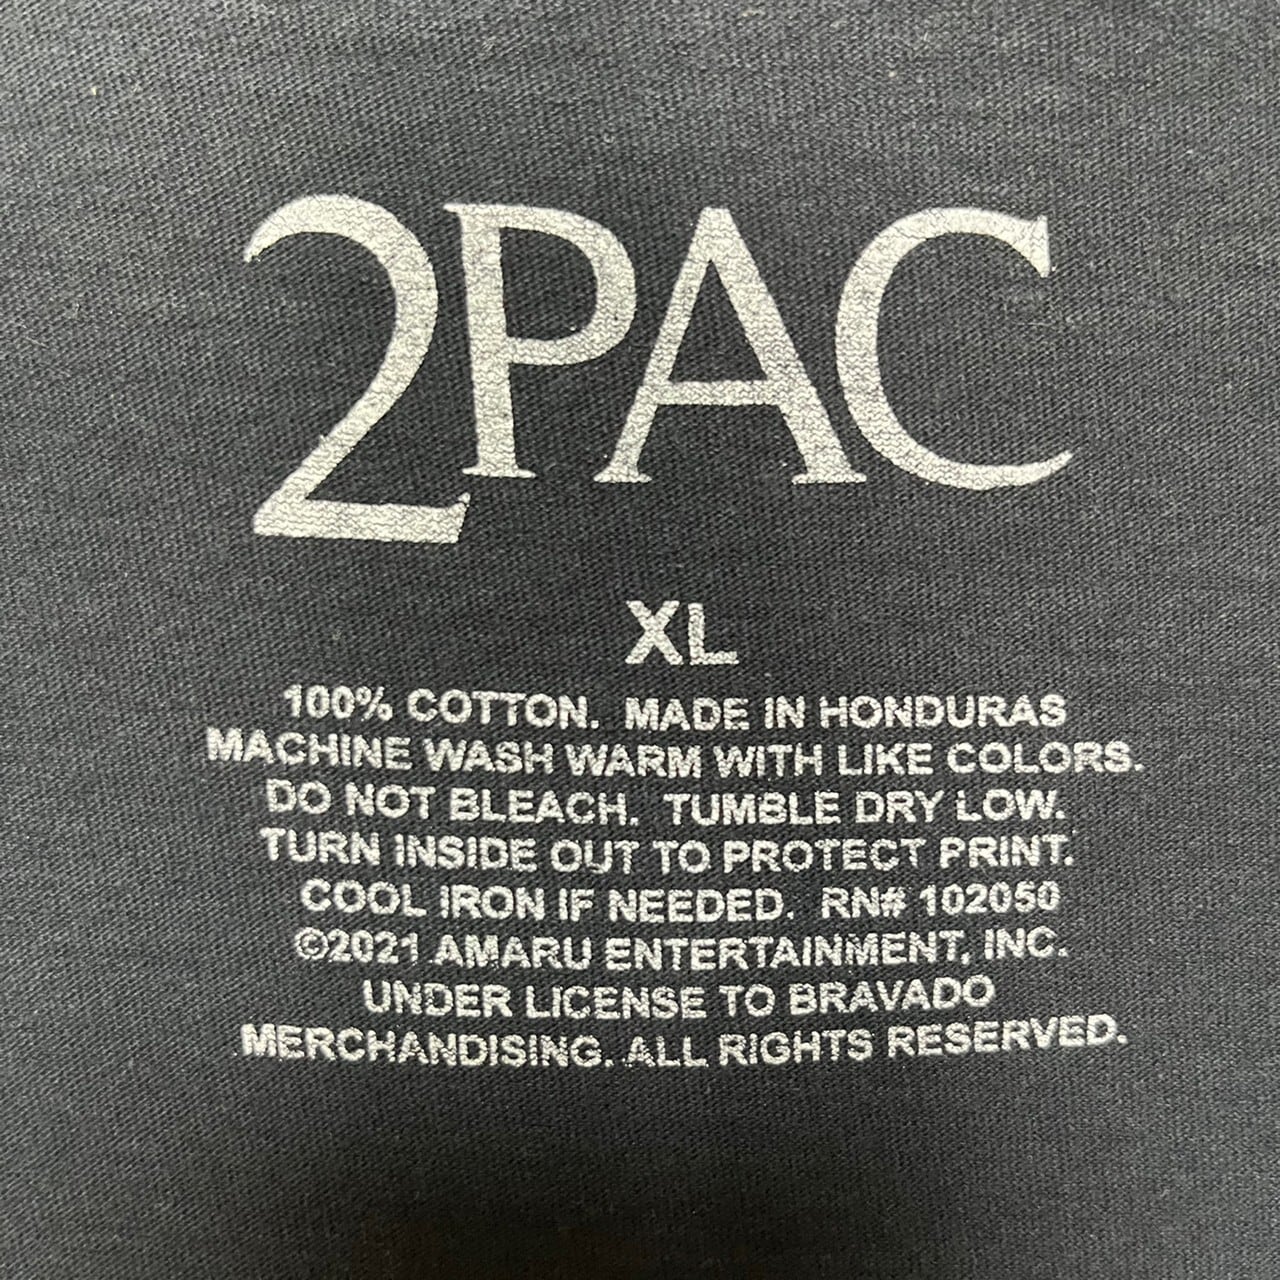 2PAC
XL
100% COTTON. MADE IN HONDURAS
MACHINE WASH WARM WITH LIKE COLORS.
DO NOT BLEACH. TUMBLE DRY LOW.
TURN INSIDE OUT TO PROTECT PRINT.
COOL IRON IF NEEDED. RN# 102050
©2021 AMARU ENTERTAINMENT, INC.
UNDER LICENSE TO BRAVADO
MERCHANDISING. ALL RIGHTS RESERVED.